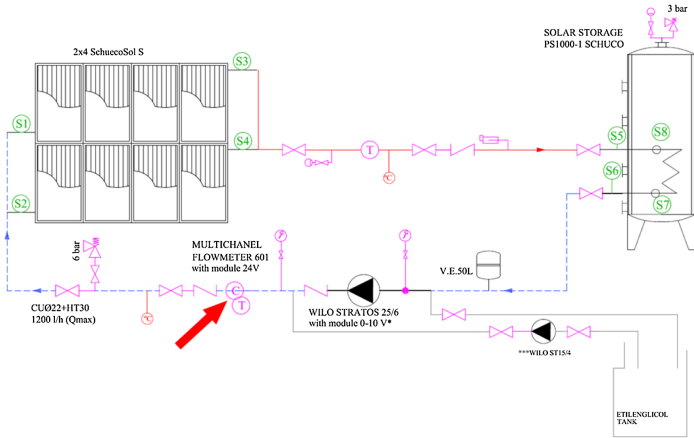 3 bar
SOLAR STORAGE
PS1000-1 SCHUCO
2x4 SchuecoSol S
S3
S1
S4
S5
S8
T
°C
S6
S2
S7
6 bar
MULTICHANEL
FLOWMETER 601
with module 24V
F
F
V.E.50L
CUØ22+HT30
1200 l/h (Qmax)
°C
C
T
WILO STRATOS 25/6
with module 0-10 V*
***WILO ST15/4
ETILENGLICOL
TANK